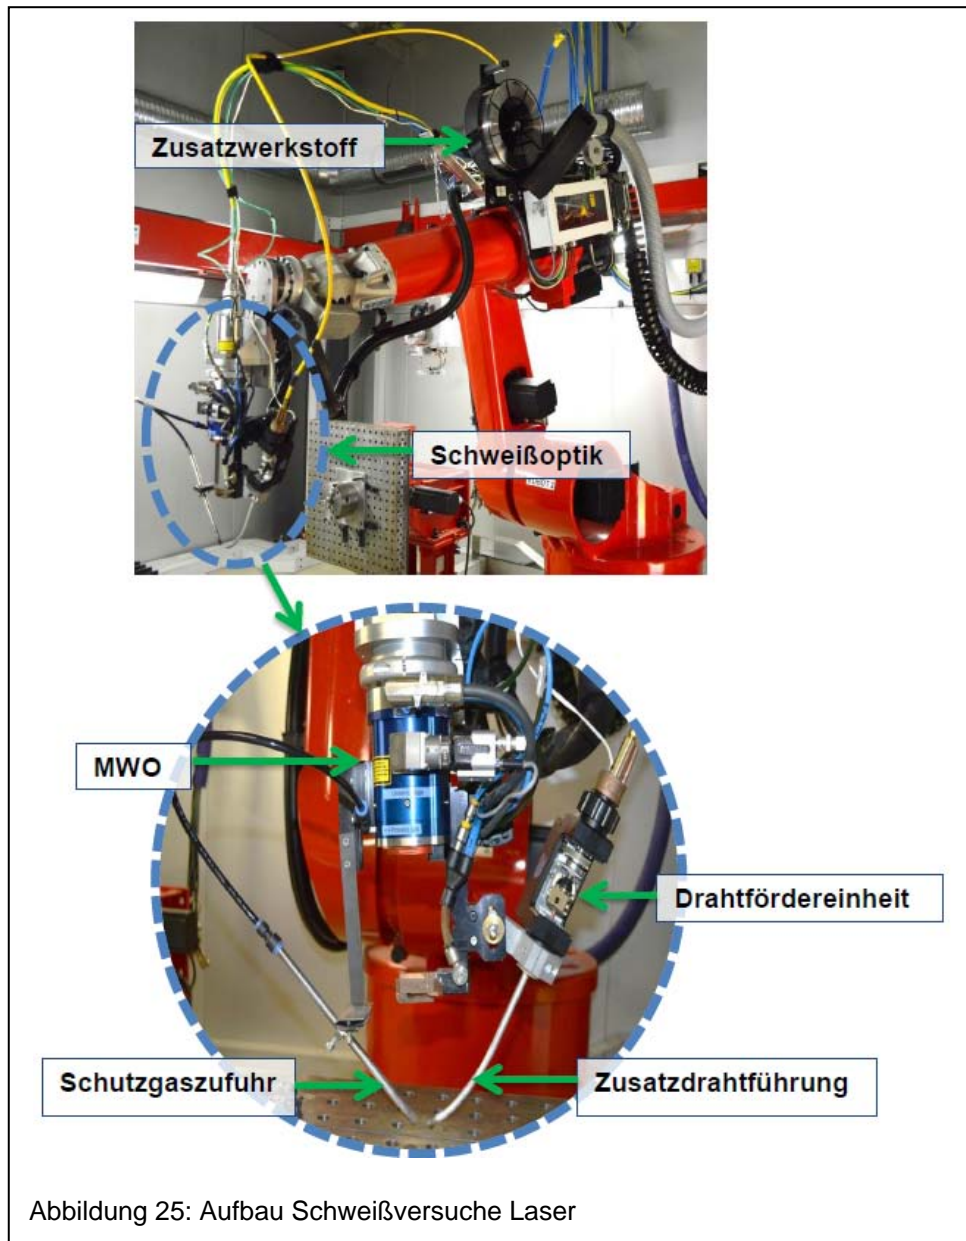 Zusatzwerkstoff
Schweißoptik
MWO
Drahtfördereinheit
Schutzgaszufuhr
Zusatzdrahtführung
Abbildung 25: Aufbau Schweißversuche Laser